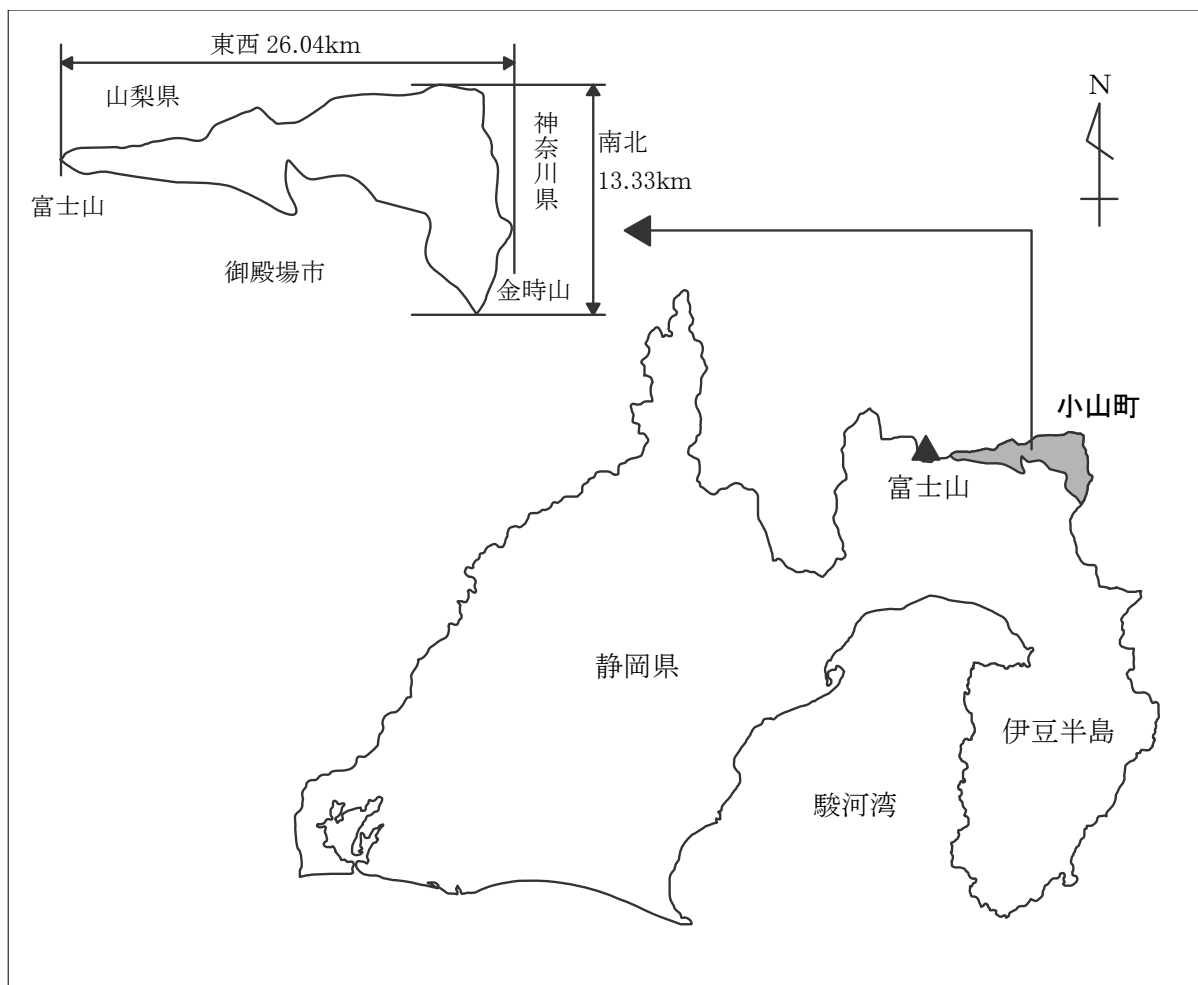 東西 26.04km
山梨県
神奈川県
南北
13.33km
富士山
御殿場市
金時山
N
小山町
富士山
静岡県
伊豆半島
駿河湾